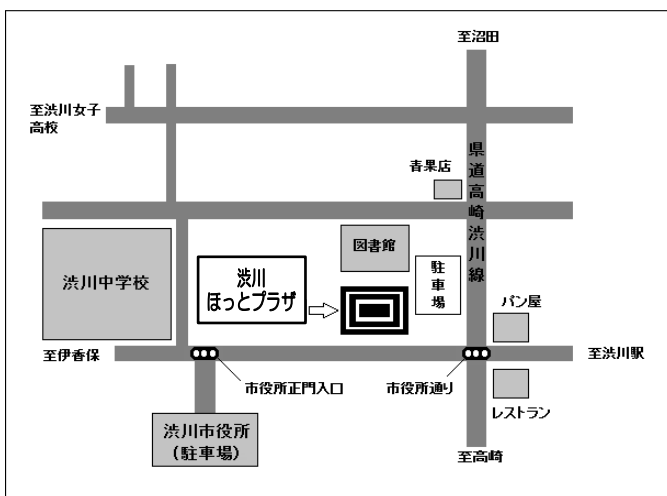 至沼田
至渋川女子
高校
青果店
県道高崎渋川線
図書館
渋川
ほっとプラザ
駐車場
渋川中学校
パン屋
至伊香保
至渋川駅
市役所正門入口
市役所通り
レストラン
渋川市役所
(駐車場)
至高崎